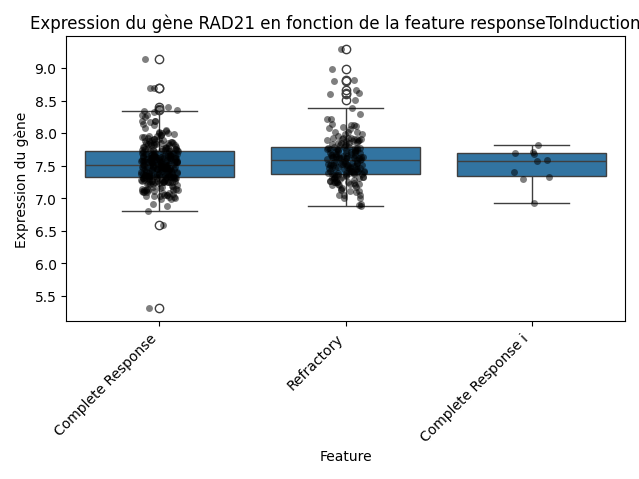 Expression du gène RAD21 en fonction de la feature responseToInduction
Expression du gène
9.0
8.5
8.0
7.5
7.0
6.5
6.0
5.5
Complete Response
Refractory
Complete Response i
Feature